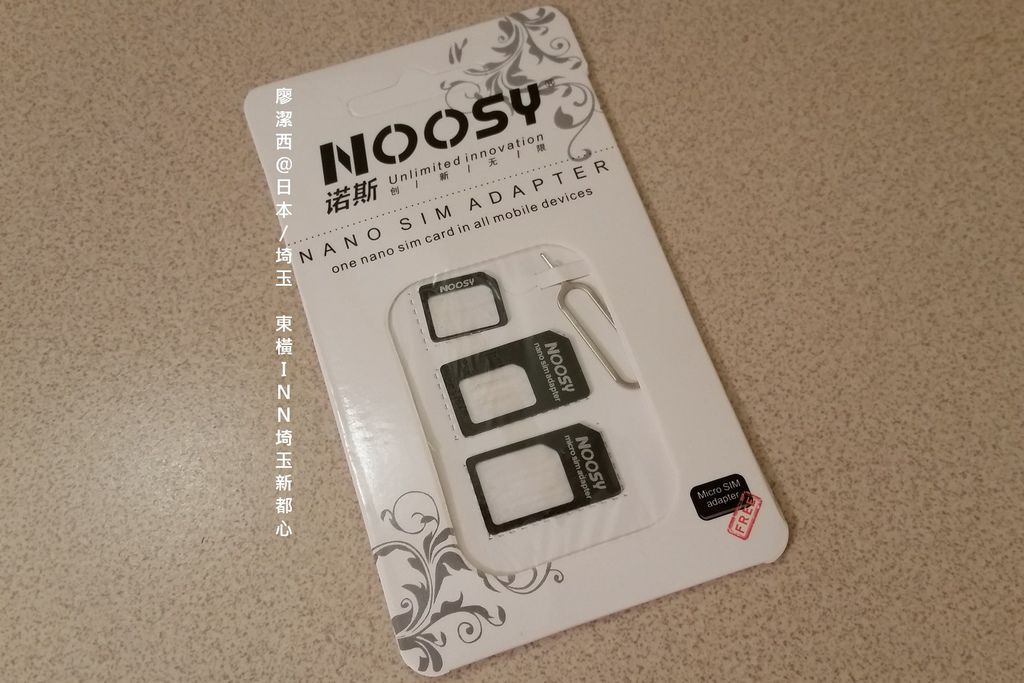 廖潔西@日本/埼玉 東橫INN埼玉新都心
NOOSY
诺斯
Unlimited innovation
创/新/无/限
NANO SIM ADAPTER
one nano sim card in all mobile devices
NOOSY
NOOSY
nano sim adapter
NOOSY
micro sim adapter
Micro SIM
adapter
FREE